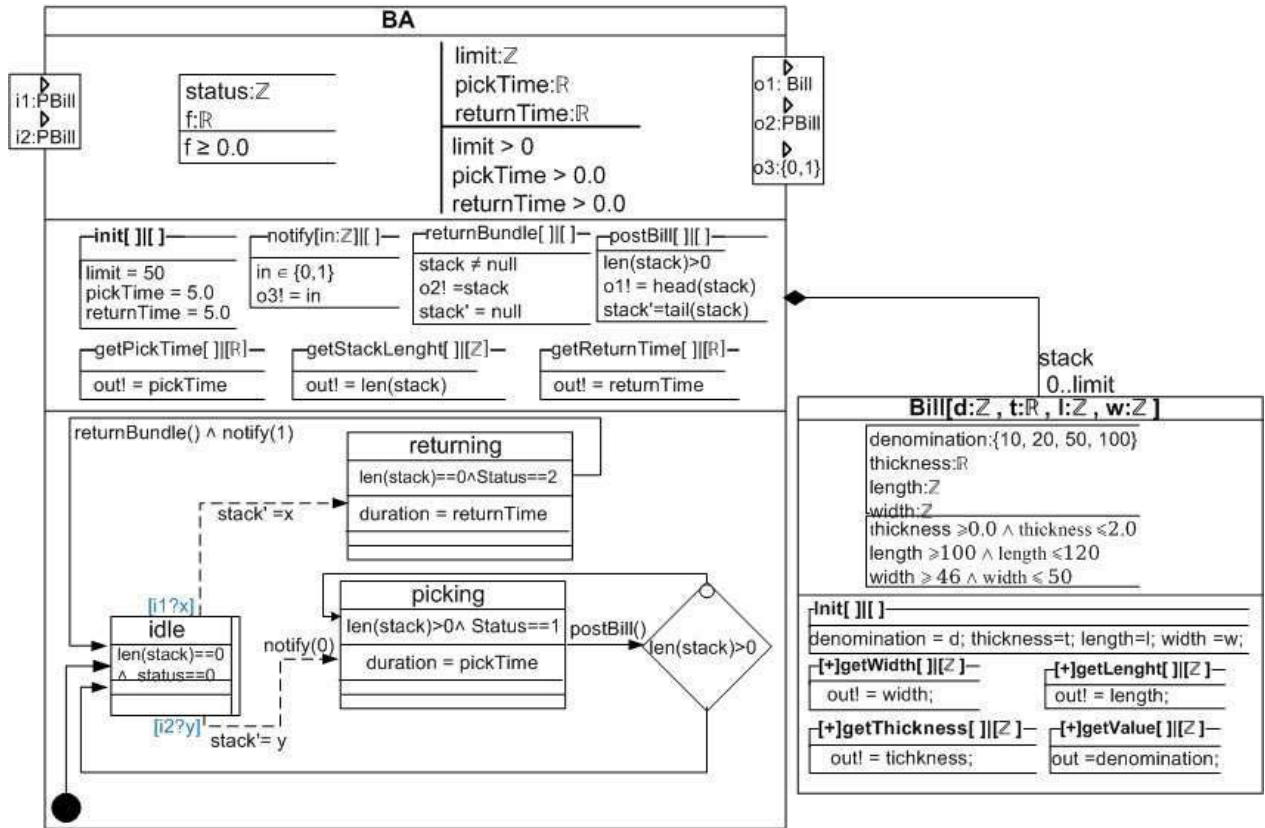 BA
i1:PBill
i2:PBill
status:ℤ
f:ℝ
f ≥ 0.0
limit:ℤ
pickTime:ℝ
returnTime:ℝ
limit > 0
pickTime > 0.0
returnTime > 0.0
o1: Bill
o2:PBill
o3:{0,1}
init[ ]|[ ]
limit = 50
pickTime = 5.0
returnTime = 5.0
notify[in:ℤ]|[ ]
in ∈ {0,1}
o3! = in
returnBundle[ ]|[ ]
stack ≠ null
o2! =stack
stack' = null
postBill[ ]|[ ]
len(stack)>0
o1! = head(stack)
stack'=tail(stack)
getPickTime[ ]|[ℝ]
out! = pickTime
getStackLenght[ ]|[ℤ]
out! = len(stack)
getReturnTime[ ]|[ℝ]
out! = returnTime
stack
0..limit
returnBundle() ∧ notify(1)
returning
len(stack)==0∧Status==2
duration = returnTime
stack' =x
[i1?x]
idle
len(stack)==0
∧ status==0
[i2?y]
stack'= y
notify(0)
picking
len(stack)>0∧ Status==1
duration = pickTime
postBill()
len(stack)>0
Bill[d:ℤ , t:ℝ , l:ℤ, w:ℤ ]
denomination:{10, 20, 50, 100}
thickness:ℝ
length:ℤ
width:ℤ
thickness ⩾0.0 ∧ thickness ⩽2.0
length ⩾100 ∧ length ⩽120
width ⩾ 46 ∧ width ⩽ 50
Init[ ]|[ ]
denomination = d; thickness=t; length=l; width =w;
[+]getWidth[ ]|[ℤ ]
out! = width;
[+]getLenght[ ]|[ℤ ]
out! = length;
[+]getThickness[ ]|[ℤ ]
out! = tichkness;
[+]getValue[ ]|[ℤ ]
out =denomination;